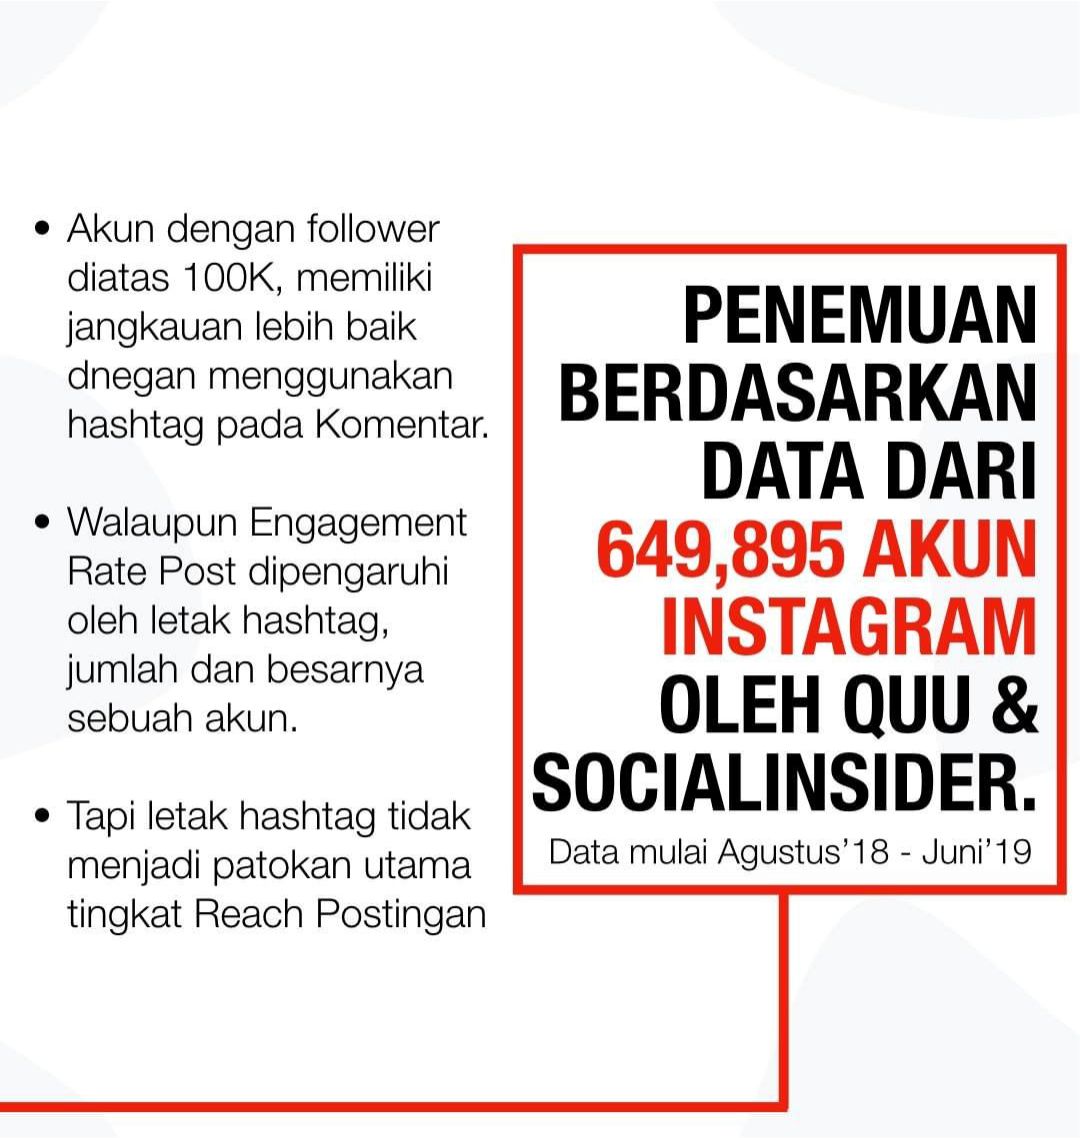 • Akun dengan follower
diatas 100K, memiliki
jangkauan lebih baik
dnegan menggunakan
hashtag pada Komentar.
• Walaupun Engagement
Rate Post dipengaruhi
oleh letak hashtag,
jumlah dan besarnya
sebuah akun.
• Tapi letak hashtag tidak
menjadi patokan utama
tingkat Reach Postingan
PENEMUAN
BERDASARKAN
DATA DARI
649,895 AKUN
INSTAGRAM
OLEH QUU &
SOCIALINSIDER.
Data mulai Agustus’18 - Juni’19